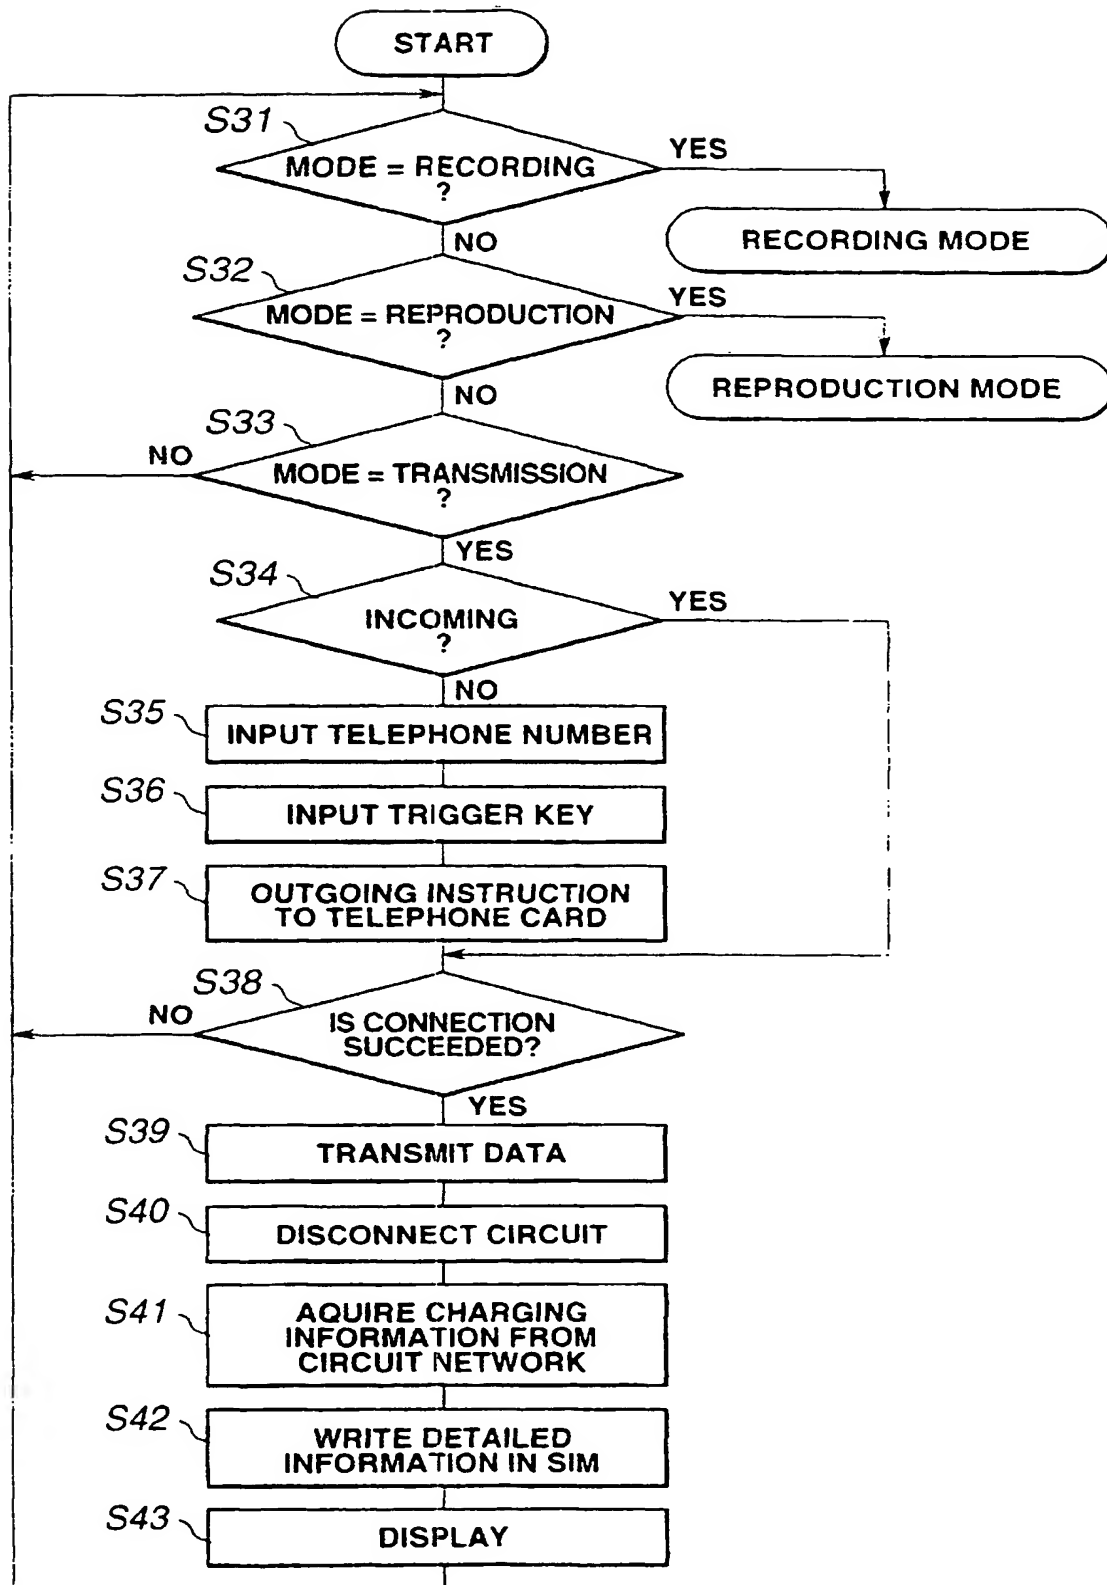 START
S31
MODE = RECORDING
?
YES
RECORDING MODE
NO
S32
MODE = REPRODUCTION
?
YES
REPRODUCTION MODE
NO
S33
NO
MODE = TRANSMISSION
?
YES
S34
INCOMING
?
YES
NO
S35
INPUT TELEPHONE NUMBER
S36
INPUT TRIGGER KEY
S37
OUTGOING INSTRUCTION
TO TELEPHONE CARD
S38
NO
IS CONNECTION
SUCCEEDED?
YES
S39
TRANSMIT DATA
S40
DISCONNECT CIRCUIT
S41
AQUIRE CHARGING
INFORMATION FROM
CIRCUIT NETWORK
S42
WRITE DETAILED
INFORMATION IN SIM
S43
DISPLAY